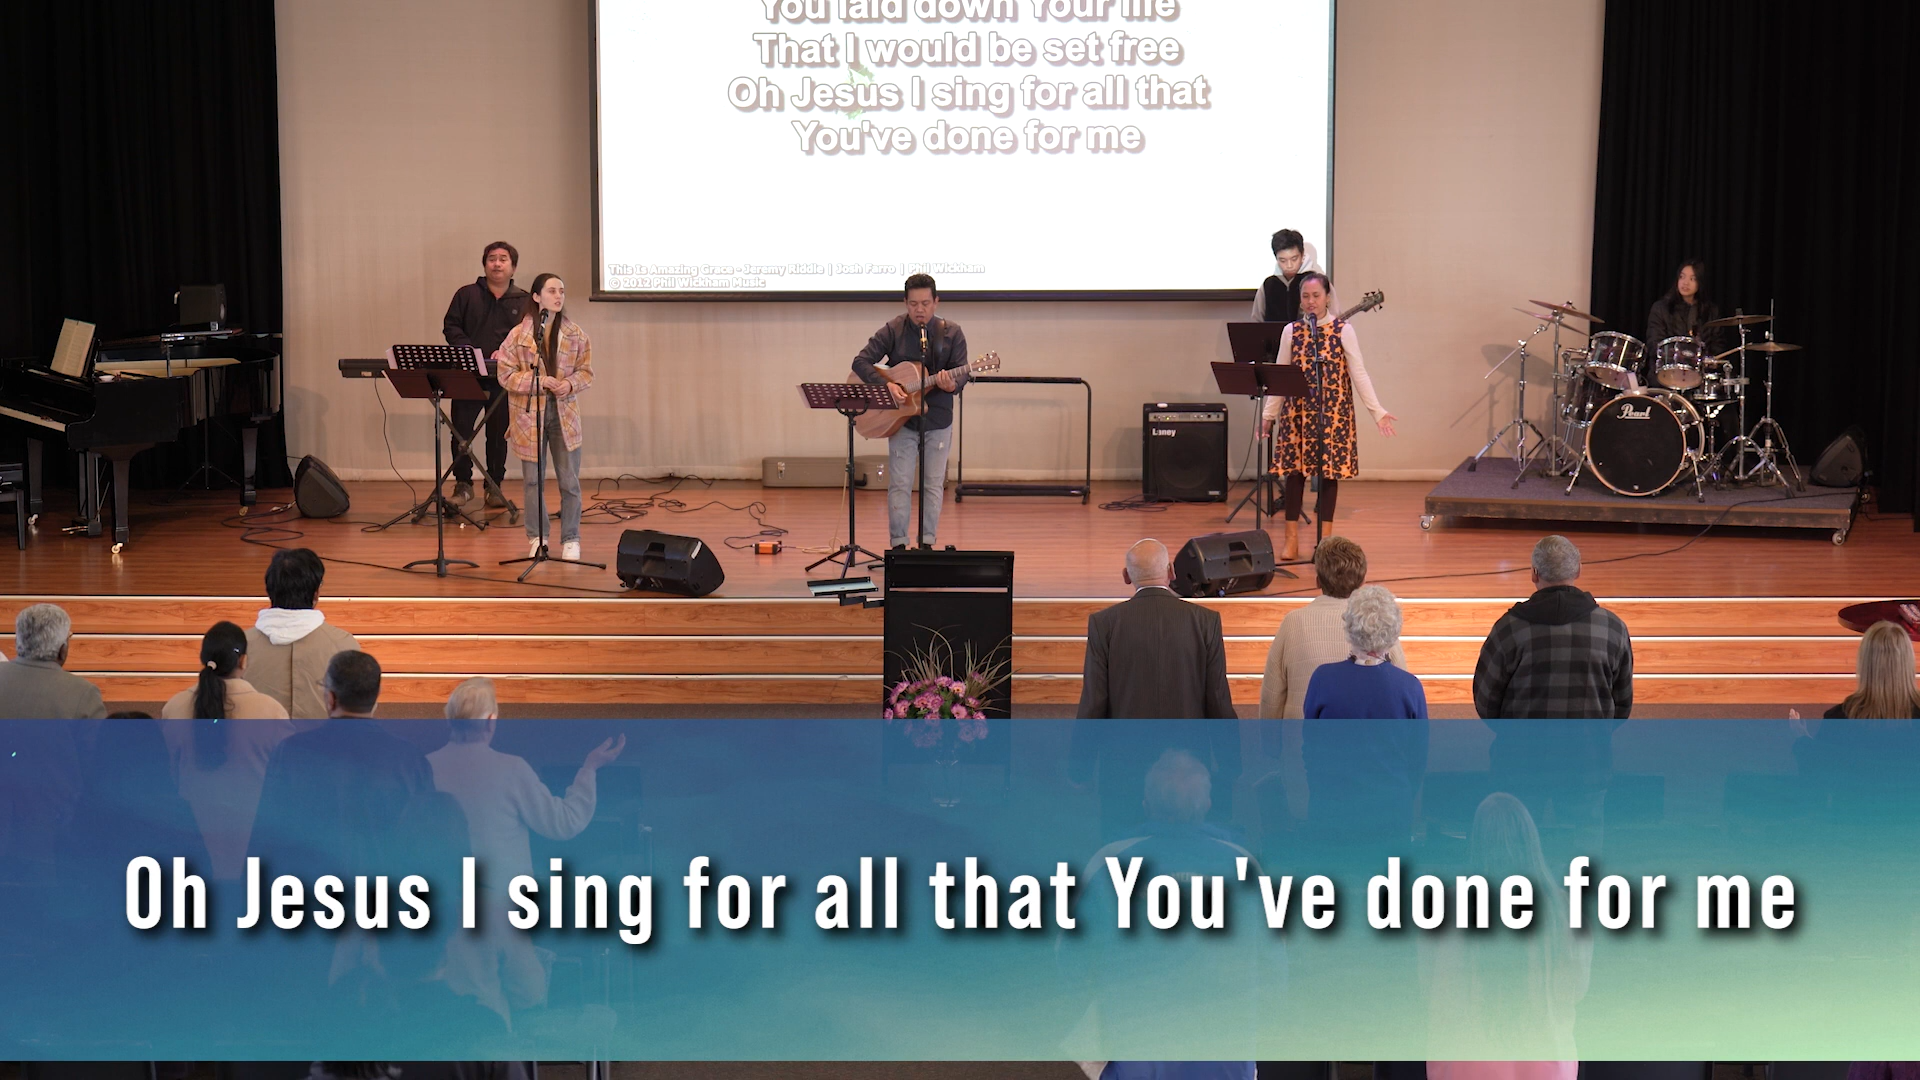 You laid down Your life
That I would be set free
Oh Jesus I sing for all that
You've done for me
This Is Amazing Grace - Jeremy Riddle | Josh Farro | Phil Wickham
© 2012 Phil Wickham Music
Laney
Pearl
Oh Jesus I sing for all that You've done for me